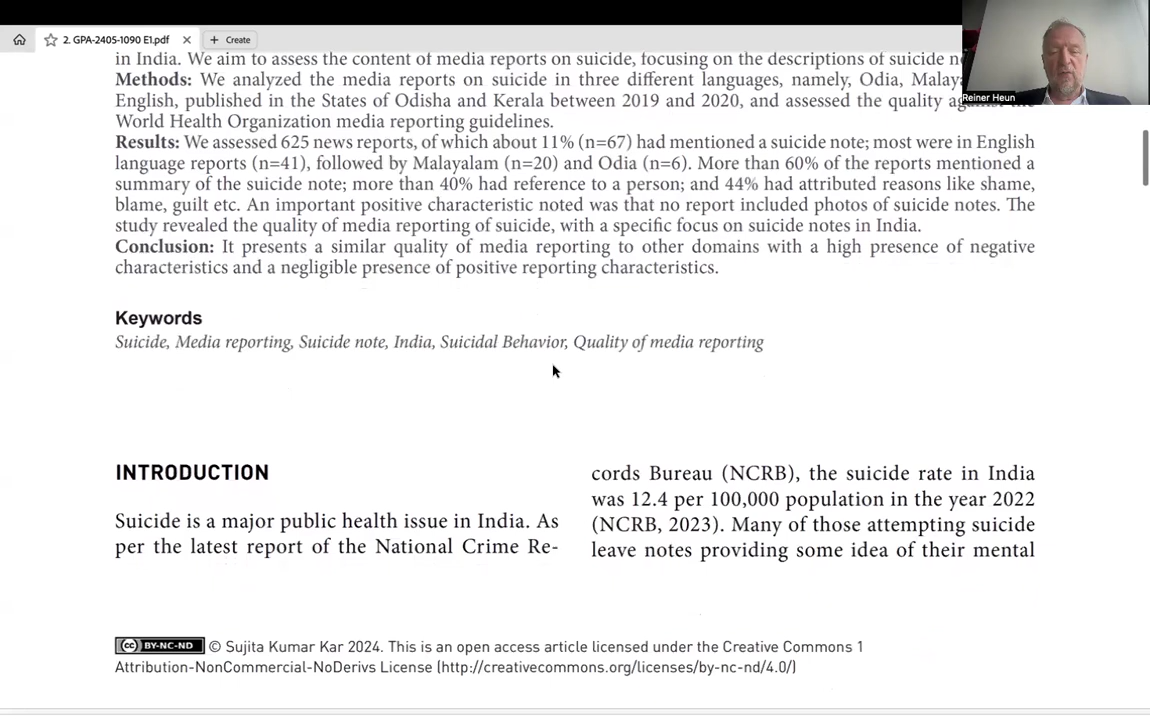 2. GPA-2405-1090 E1.pdf
Create
Reiner Heun
in India. We aim to assess the content of media reports on suicide, focusing on the descriptions of suicide
Methods: We analyzed the media reports on suicide in three different languages, namely, Odia,
English, published in the States of Odisha and Kerala between 2019 and 2020, and assessed the quality
World Health Organization media reporting guidelines.
Results: We assessed 625 news reports, of which about 11% (n=67) had mentioned a suicide note; most were in English
language reports (n=41), followed by Malayalam (n=20) and Odia (n=6). More than 60% of the reports mentioned a
summary of the suicide note; more than 40% had reference to a person; and 44% had attributed reasons like shame,
blame, guilt etc. An important positive characteristic noted was that no report included photos of suicide notes. The
study revealed the quality of media reporting of suicide, with a specific focus on suicide notes in India.
Conclusion: It presents a similar quality of media reporting to other domains with a high presence of negative
characteristics and a negligible presence of positive reporting characteristics.
Keywords
Suicide, Media reporting, Suicide note, India, Suicidal Behavior, Quality of media reporting
INTRODUCTION
Suicide is a major public health issue in India. As
per the latest report of the National Crime Re-
cords Bureau (NCRB), the suicide rate in India
was 12.4 per 100,000 population in the year 2022
(NCRB, 2023). Many of those attempting suicide
leave notes providing some idea of their mental
cc BY-NC-ND © Sujita Kumar Kar 2024. This is an open access article licensed under the Creative Commons 1
Attribution-NonCommercial-NoDerivs License (http://creativecommons.org/licenses/by-nc-nd/4.0/)